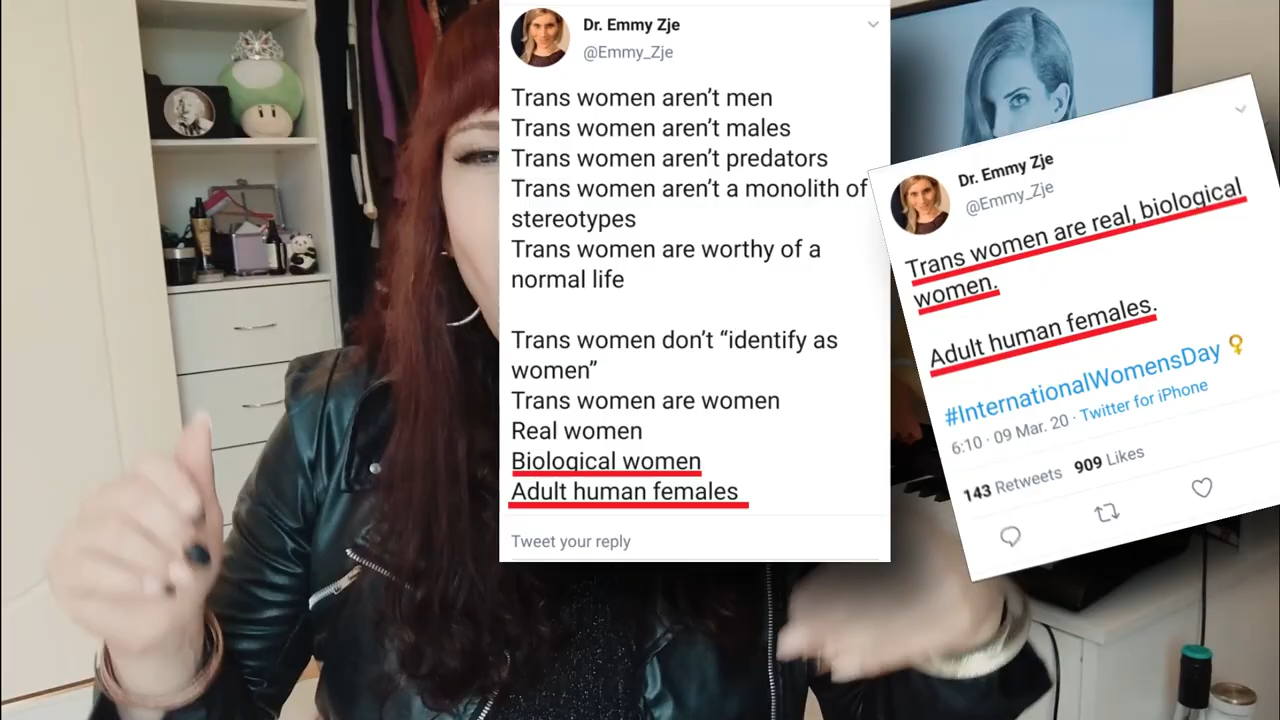 Dr. Emmy Zje
@Emmy_Zje
Trans women aren’t men
Trans women aren’t males
Trans women aren’t predators
Trans women aren’t a monolith of
stereotypes
Trans women are worthy of a
normal life
Trans women don’t “identify as
women”
Trans women are women
Real women
Biological women
Adult human females
Tweet your reply
Dr. Emmy Zje
@Emmy_Zje
Trans women are real, biological
women.
Adult human females.
#InternationalWomensDay
6:10 · 09 Mar. 20 · Twitter for iPhone
143 Retweets 909 Likes